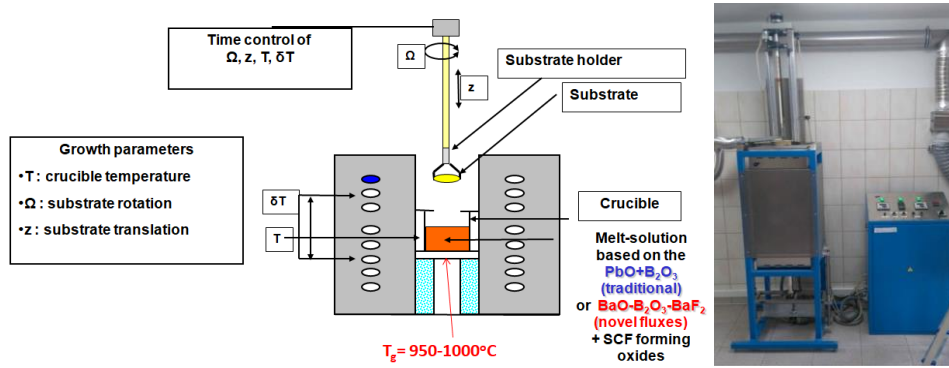 Time control of
Ω, z, T, δT
Ω
z
Substrate holder
Substrate
Growth parameters
•T : crucible temperature
•Ω : substrate rotation
•z : substrate translation
δT
T
Crucible
Melt-solution
based on the
PbO+B₂O₃
(traditional)
or BaO-B₂O₃-BaF₂
(novel fluxes)
+ SCF forming
oxides
Tg= 950-1000°C